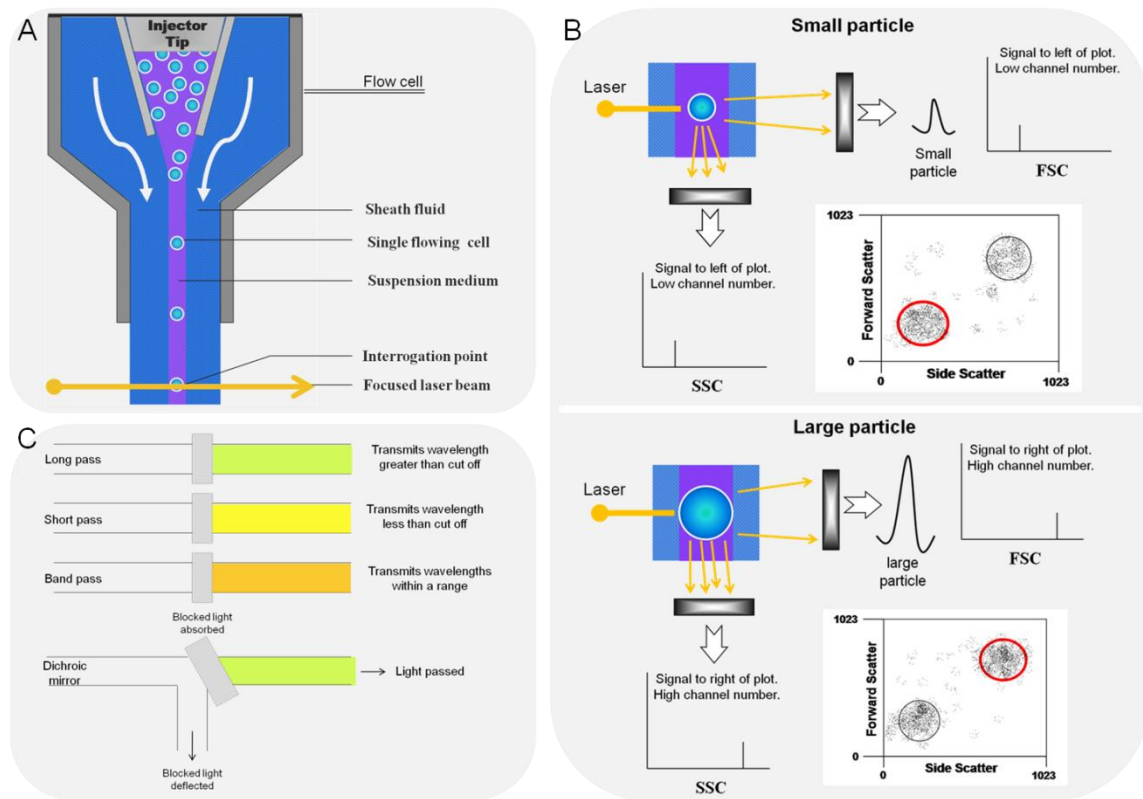 A
Injector
Tip
Flow cell
Sheath fluid
Single flowing cell
Suspension medium
Interrogation point
Focused laser beam
B
Small particle
Laser
Small
particle
Signal to left of plot.
Low channel number.
FSC
Signal to left of plot.
Low channel number.
SSC
1023
Forward Scatter
0
0
Side Scatter
1023
Large particle
Laser
large
particle
Signal to right of plot.
High channel number.
FSC
Signal to right of plot.
High channel number.
SSC
1023
Forward Scatter
0
0
Side Scatter
1023
C
Long pass
Transmits wavelength
greater than cut off
Short pass
Transmits wavelength
less than cut off
Band pass
Transmits wavelengths
within a range
Blocked light
absorbed
Dichroic
mirror
Light passed
Blocked light
deflected